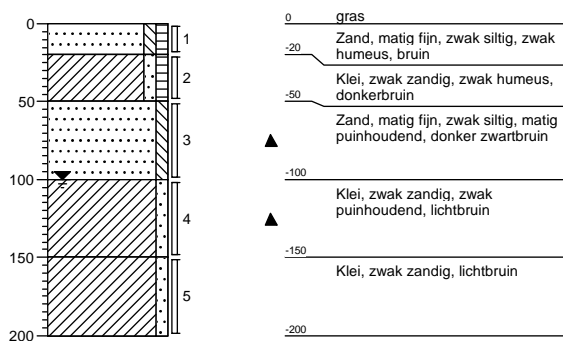 0
50
100
150
200
1
2
3
4
5
0
gras
Zand, matig fijn, zwak siltig, zwak
humeus, bruin
-20
Klei, zwak zandig, zwak humeus,
donkerbruin
-50
Zand, matig fijn, zwak siltig, matig
puinhoudend, donker zwartbruin
-100
Klei, zwak zandig, zwak
puinhoudend, lichtbruin
-150
Klei, zwak zandig, lichtbruin
-200